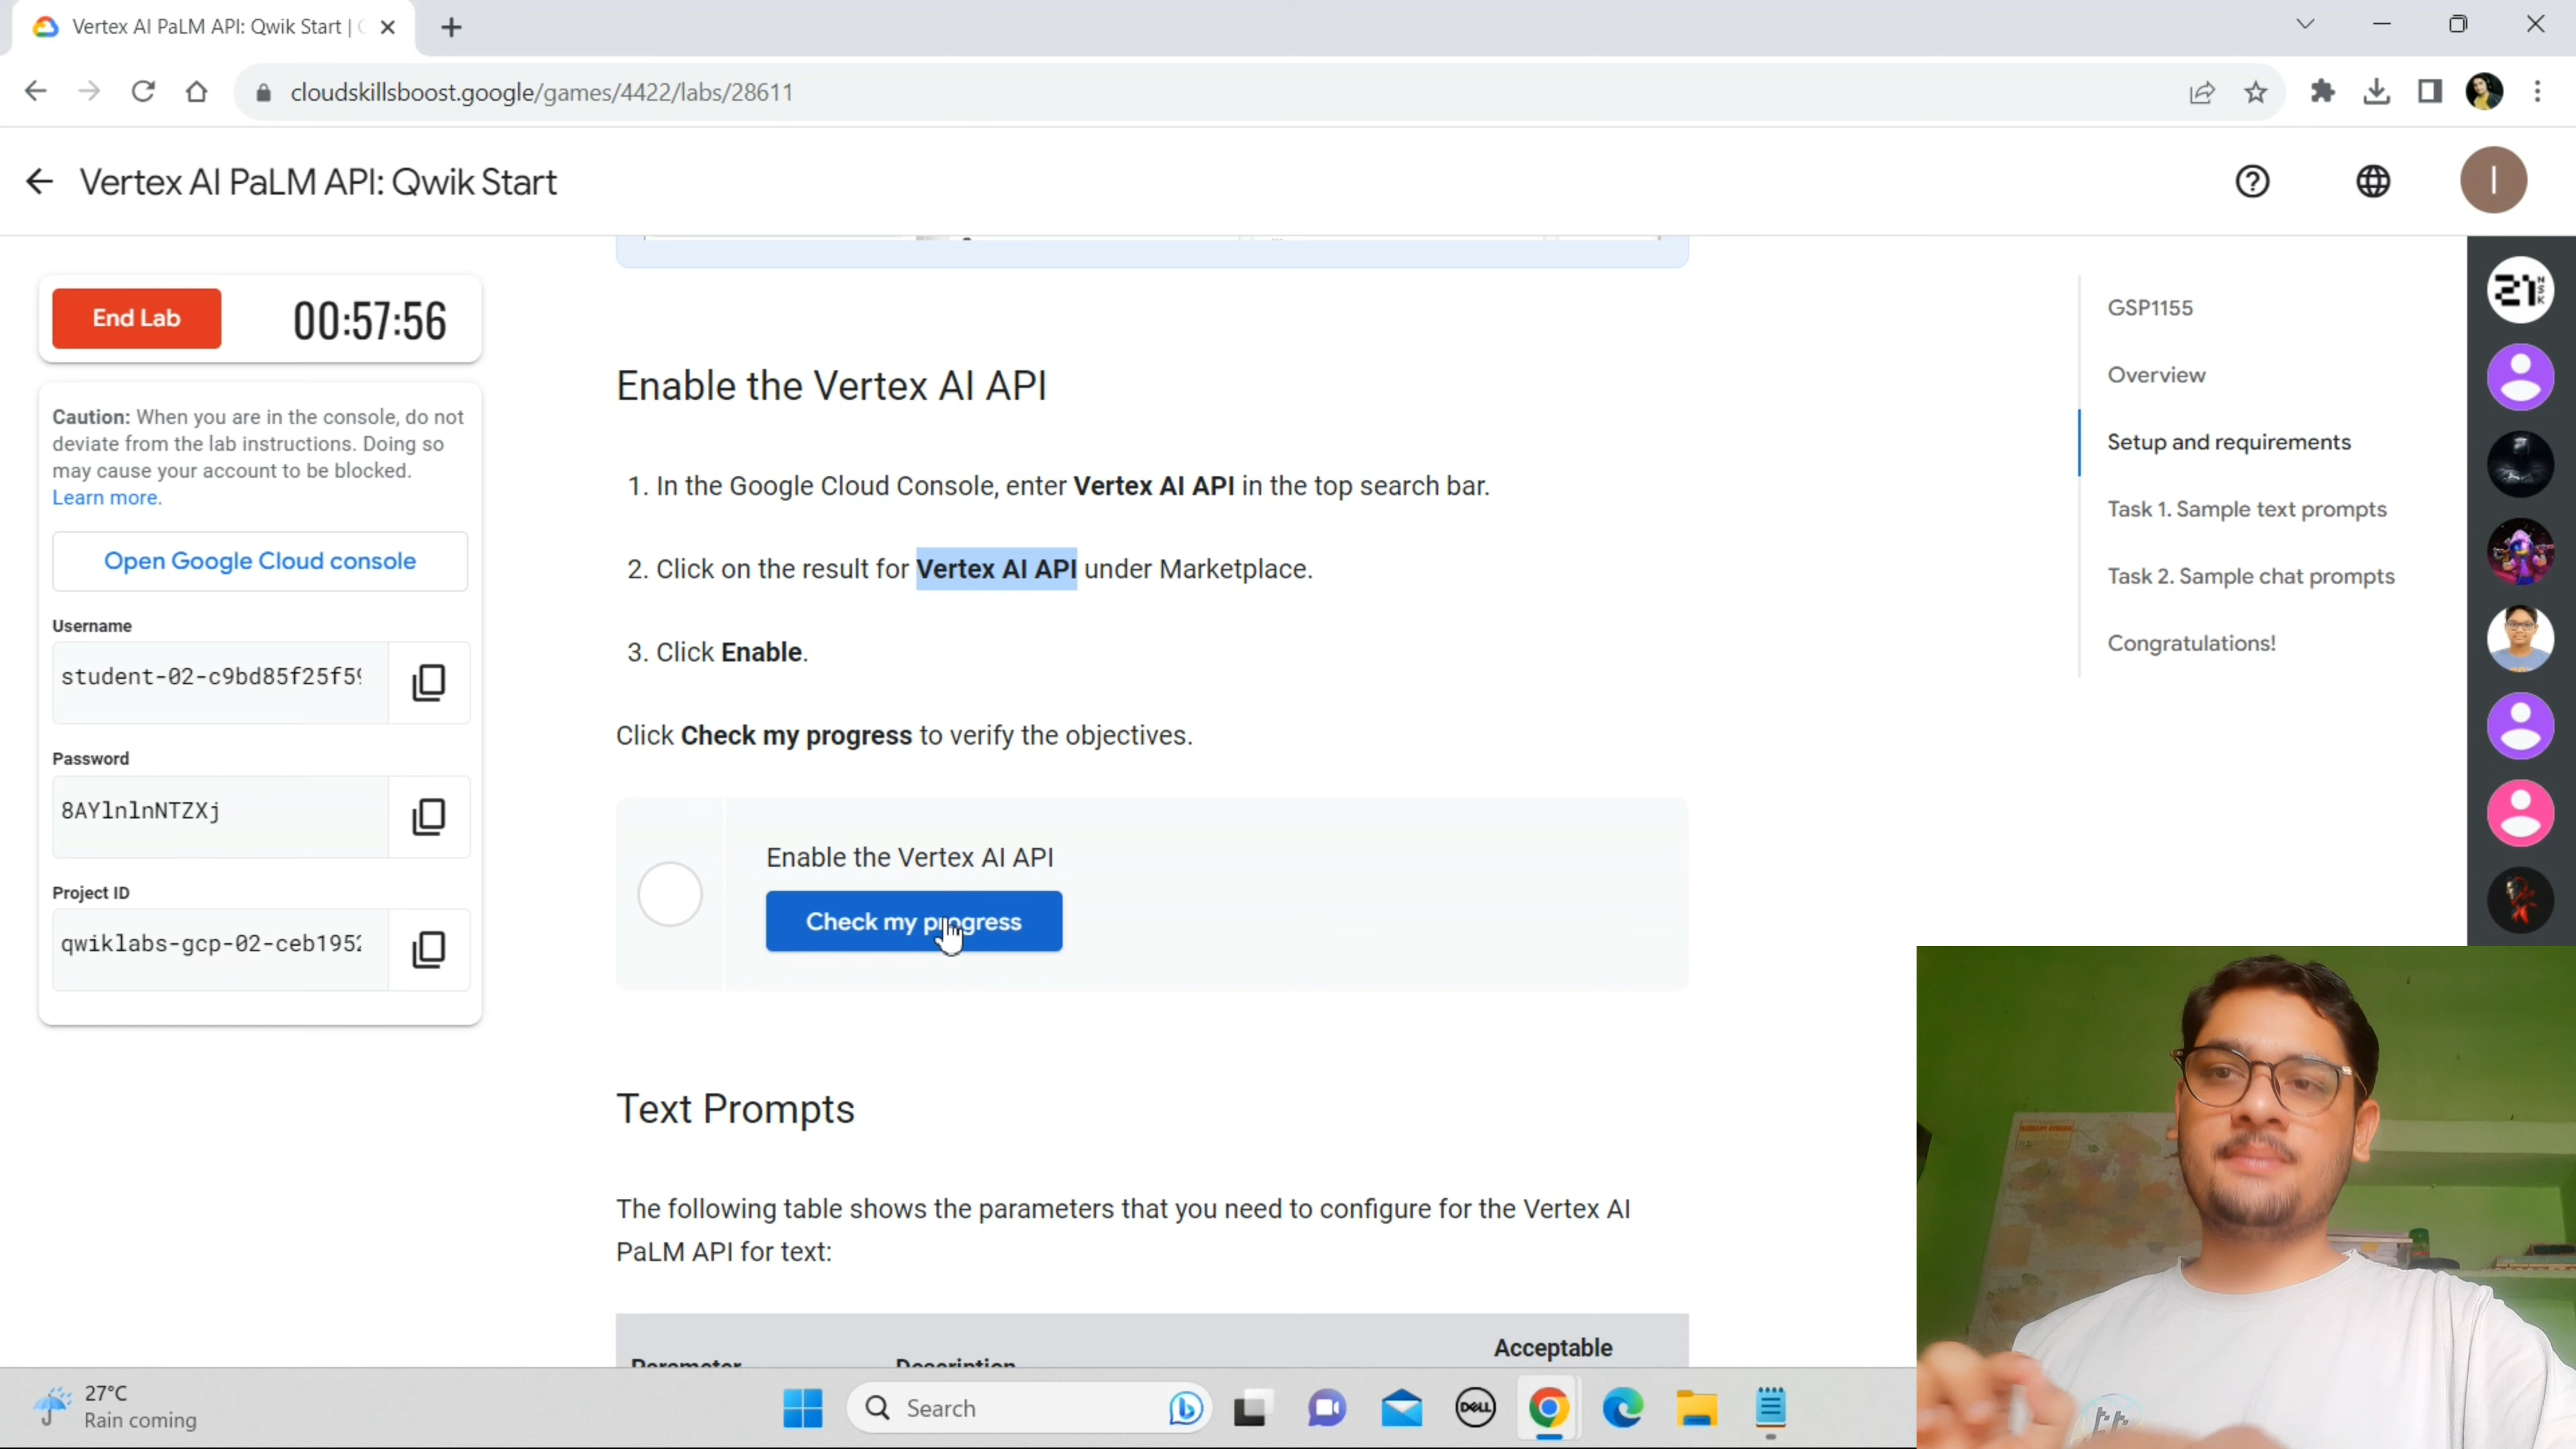 Vertex AI PaLM API: Qwik Start |
cloudskillsboost.google/games/4422/labs/28611
Vertex AI PaLM API: Qwik Start
I
End Lab
00:57:56
Caution: When you are in the console, do not
deviate from the lab instructions. Doing so
may cause your account to be blocked.
Learn more.
Open Google Cloud console
Username
student-02-c9bd85f25f59
Password
8AYlnlnNTZXj
Project ID
qwiklabs-gcp-02-ceb1952
Enable the Vertex AI API
1. In the Google Cloud Console, enter Vertex AI API in the top search bar.
2. Click on the result for Vertex AI API under Marketplace.
3. Click Enable.
Click Check my progress to verify the objectives.
Enable the Vertex AI API
Check my progress
Text Prompts
The following table shows the parameters that you need to configure for the Vertex AI
PaLM API for text:
Parameter
Description
Acceptable
GSP1155
Overview
Setup and requirements
Task 1. Sample text prompts
Task 2. Sample chat prompts
Congratulations!
21
NSK
27°C
Rain coming
Search
DELL